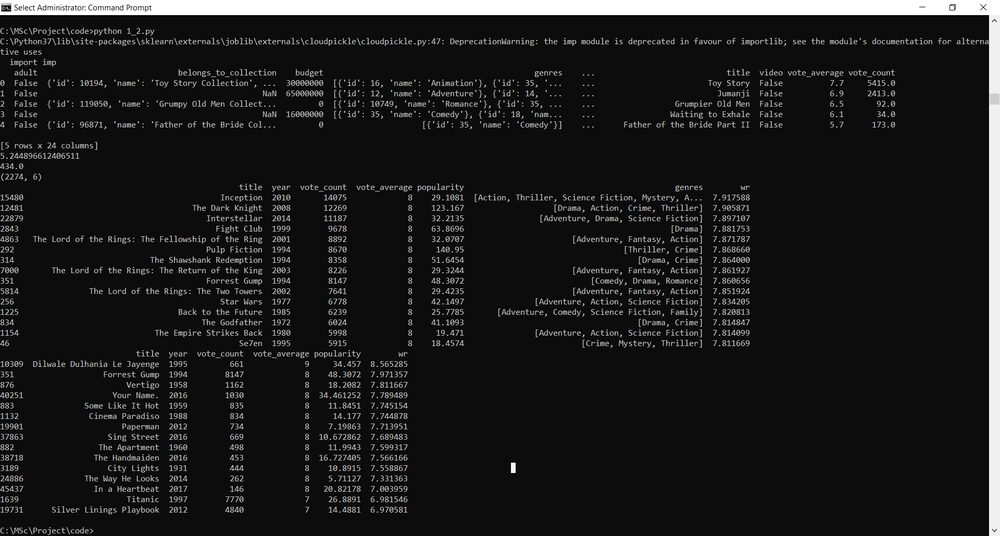 Select Administrator: Command Prompt
C:\MSc\Project\code>python 1_2.py
C:\Python37\lib\site-packages\sklearn\externals\joblib\externals\cloudpickle\cloudpickle.py:47: DeprecationWarning: the imp module is deprecated in favour of importlib; see the module's documentation for alterna
tive uses
  import imp
   adult                              belongs_to_collection    budget                                             genres    ...                                 title  video vote_average vote_count
0  False  {'id': 10194, 'name': 'Toy Story Collection', ...  30000000  [{'id': 16, 'name': 'Animation'}, {'id': 35, '...    ...                             Toy Story  False          7.7     5415.0
1  False                                                NaN  65000000  [{'id': 12, 'name': 'Adventure'}, {'id': 14, '...    ...                               Jumanji  False          6.9     2413.0
2  False  {'id': 119050, 'name': 'Grumpy Old Men Collect...         0  [{'id': 10749, 'name': 'Romance'}, {'id': 35, ...    ...                      Grumpier Old Men  False          6.5       92.0
3  False                                                NaN  16000000  [{'id': 35, 'name': 'Comedy'}, {'id': 18, 'nam...    ...                     Waiting to Exhale  False          6.1       34.0
4  False  {'id': 96871, 'name': 'Father of the Bride Col...         0                     [{'id': 35, 'name': 'Comedy'}]    ...           Father of the Bride Part II  False          5.7      173.0
[5 rows x 24 columns]
5.244896612406511
434.0
(2274, 6)
title  year  vote_count  vote_average popularity  genres  wr
15480  Inception  2010  14075  8  29.1081  [Action, Thriller, Science Fiction, Mystery, A...  7.917588
12481  The Dark Knight  2008  12269  8  123.167  [Drama, Action, Crime, Thriller]  7.905871
22879  Interstellar  2014  11187  8  32.2135  [Adventure, Drama, Science Fiction]  7.897107
2843  Fight Club  1999  9678  8  63.8696  [Drama]  7.881753
4863  The Lord of the Rings: The Fellowship of the Ring  2001  8892  8  32.0707  [Adventure, Fantasy, Action]  7.871787
292  Pulp Fiction  1994  8670  8  140.95  [Thriller, Crime]  7.868660
314  The Shawshank Redemption  1994  8358  8  51.6454  [Drama, Crime]  7.864000
7000  The Lord of the Rings: The Return of the King  2003  8226  8  29.3244  [Adventure, Fantasy, Action]  7.861927
351  Forrest Gump  1994  8147  8  48.3072  [Comedy, Drama, Romance]  7.860656
5814  The Lord of the Rings: The Two Towers  2002  7641  8  29.4235  [Adventure, Fantasy, Action]  7.851924
256  Star Wars  1977  6778  8  42.1497  [Adventure, Action, Science Fiction]  7.834205
1225  Back to the Future  1985  6239  8  25.7785  [Adventure, Comedy, Science Fiction, Family]  7.820813
834  The Godfather  1972  6024  8  41.1093  [Drama, Crime]  7.814847
1154  The Empire Strikes Back  1980  5998  8  19.471  [Adventure, Action, Science Fiction]  7.814099
46  Se7en  1995  5915  8  18.4574  [Crime, Mystery, Thriller]  7.811669
title  year  vote_count  vote_average popularity  wr
10309  Dilwale Dulhania Le Jayenge  1995  661  9  34.457  8.565285
351  Forrest Gump  1994  8147  8  48.3072  7.971357
876  Vertigo  1958  1162  8  18.2082  7.811667
40251  Your Name.  2016  1030  8  34.461252  7.789489
883  Some Like It Hot  1959  835  8  11.8451  7.745154
1132  Cinema Paradiso  1988  834  8  14.177  7.744878
19901  Paperman  2012  734  8  7.19863  7.713951
37863  Sing Street  2016  669  8  10.672862  7.689483
882  The Apartment  1960  498  8  11.9943  7.599317
38718  The Handmaiden  2016  453  8  16.727405  7.566166
3189  City Lights  1931  444  8  10.8915  7.558867
24886  The Way He Looks  2014  262  8  5.71127  7.331363
45437  In a Heartbeat  2017  146  8  20.82178  7.003959
1639  Titanic  1997  7770  7  26.8891  6.981546
19731  Silver Linings Playbook  2012  4840  7  14.4881  6.970581
C:\MSc\Project\code>